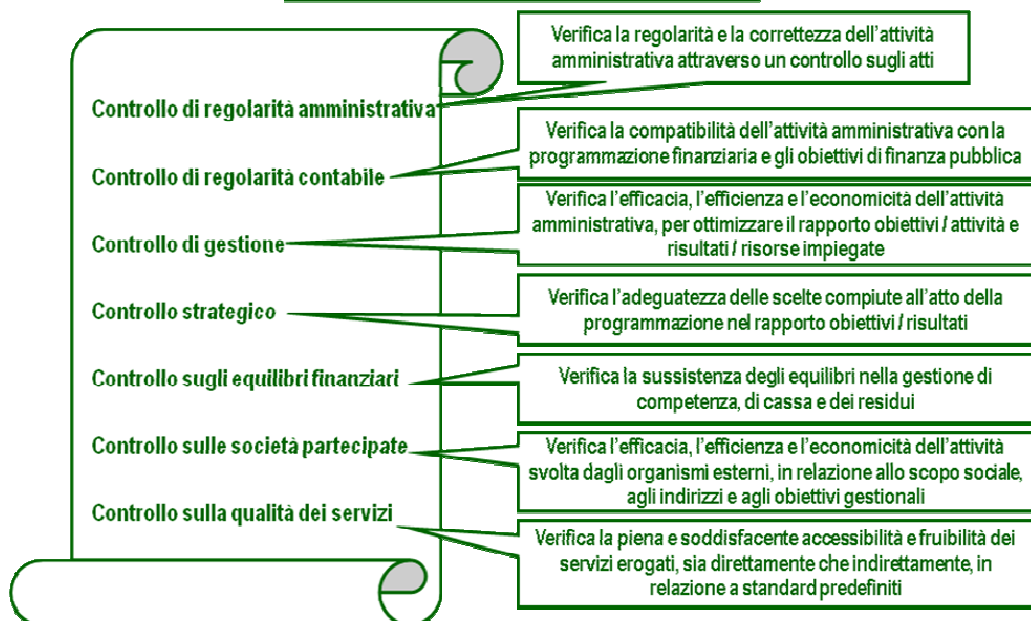 Verifica la regolarità e la correttezza dell'attività
amministrativa attraverso un controllo sugli atti
Controllo di regolarità amministrativa
Verifica la compatibilità dell'attività amministrativa con la
programmazione finanziaria e gli obiettivi di finanza pubblica
Controllo di regolarità contabile
Verifica l'efficacia, l'efficienza e l'economicità dell'attività
amministrativa, per ottimizzare il rapporto obiettivi / attività e
risultati / risorse impiegate
Controllo di gestione
Verifica l'adeguatezza delle scelte compiute all'atto della
programmazione nel rapporto obiettivi / risultati
Controllo strategico
Verifica la sussistenza degli equilibri nella gestione di
competenza, di cassa e dei residui
Controllo sugli equilibri finanziari
Verifica l'efficacia, l'efficienza e l'economicità dell'attività
svolta dagli organismi esterni, in relazione allo scopo sociale,
agli indirizzi e agli obiettivi gestionali
Controllo sulle società partecipate
Verifica la piena e soddisfacente accessibilità e fruibilità dei
servizi erogati, sia direttamente che indirettamente, in
relazione a standard predefiniti
Controllo sulla qualità dei servizi